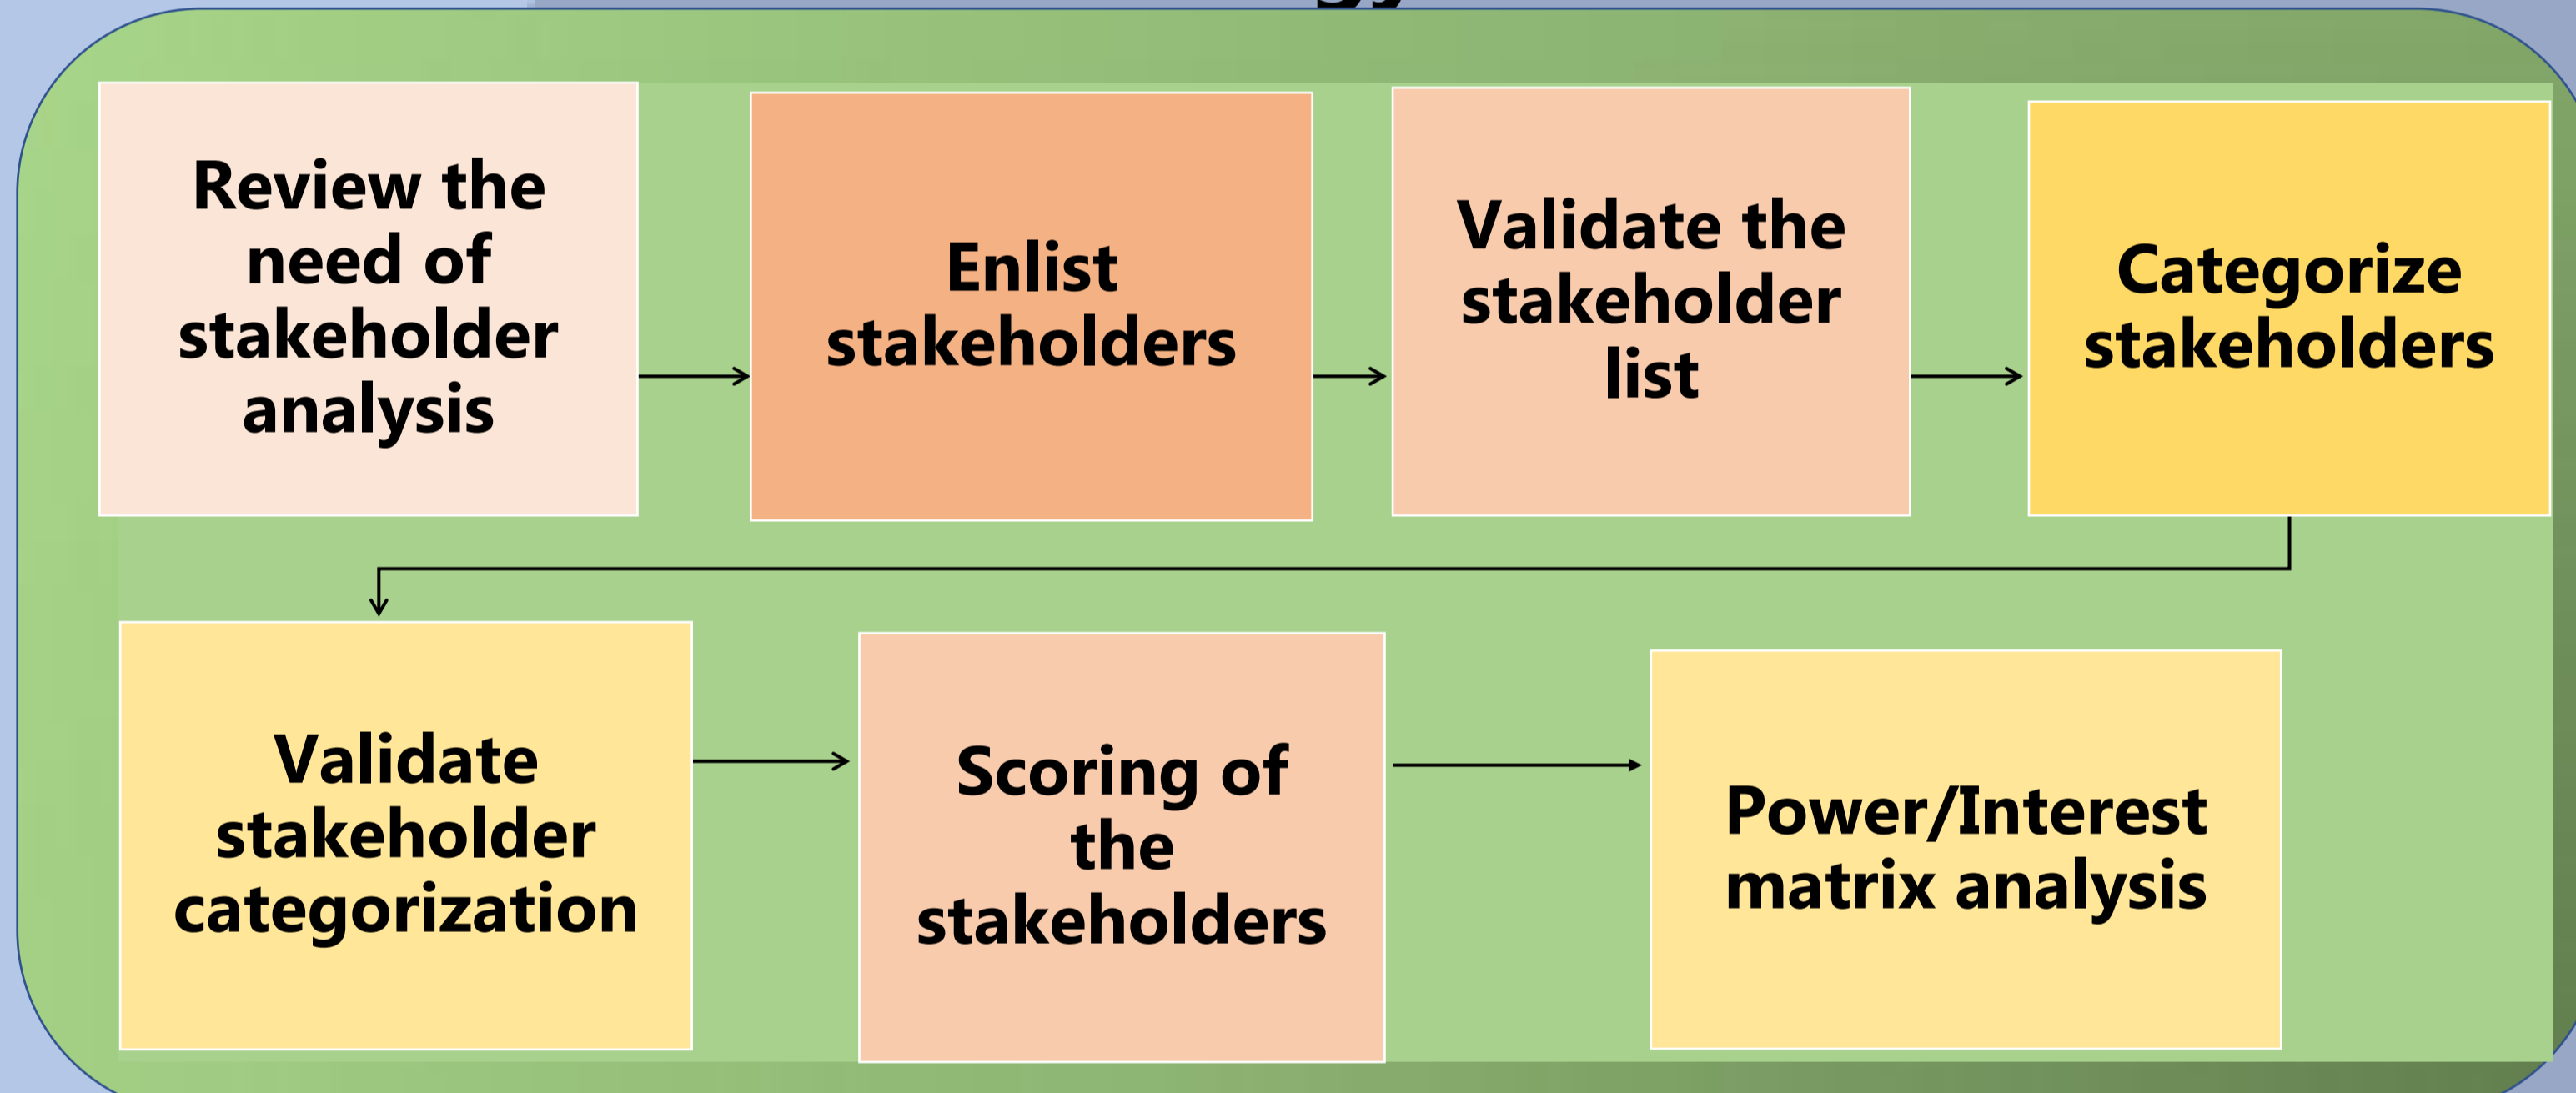 Review the
need of
stakeholder
analysis
Enlist
stakeholders
Validate the
stakeholder
list
Categorize
stakeholders
Validate
stakeholder
categorization
Scoring of
the
stakeholders
Power/Interest
matrix analysis